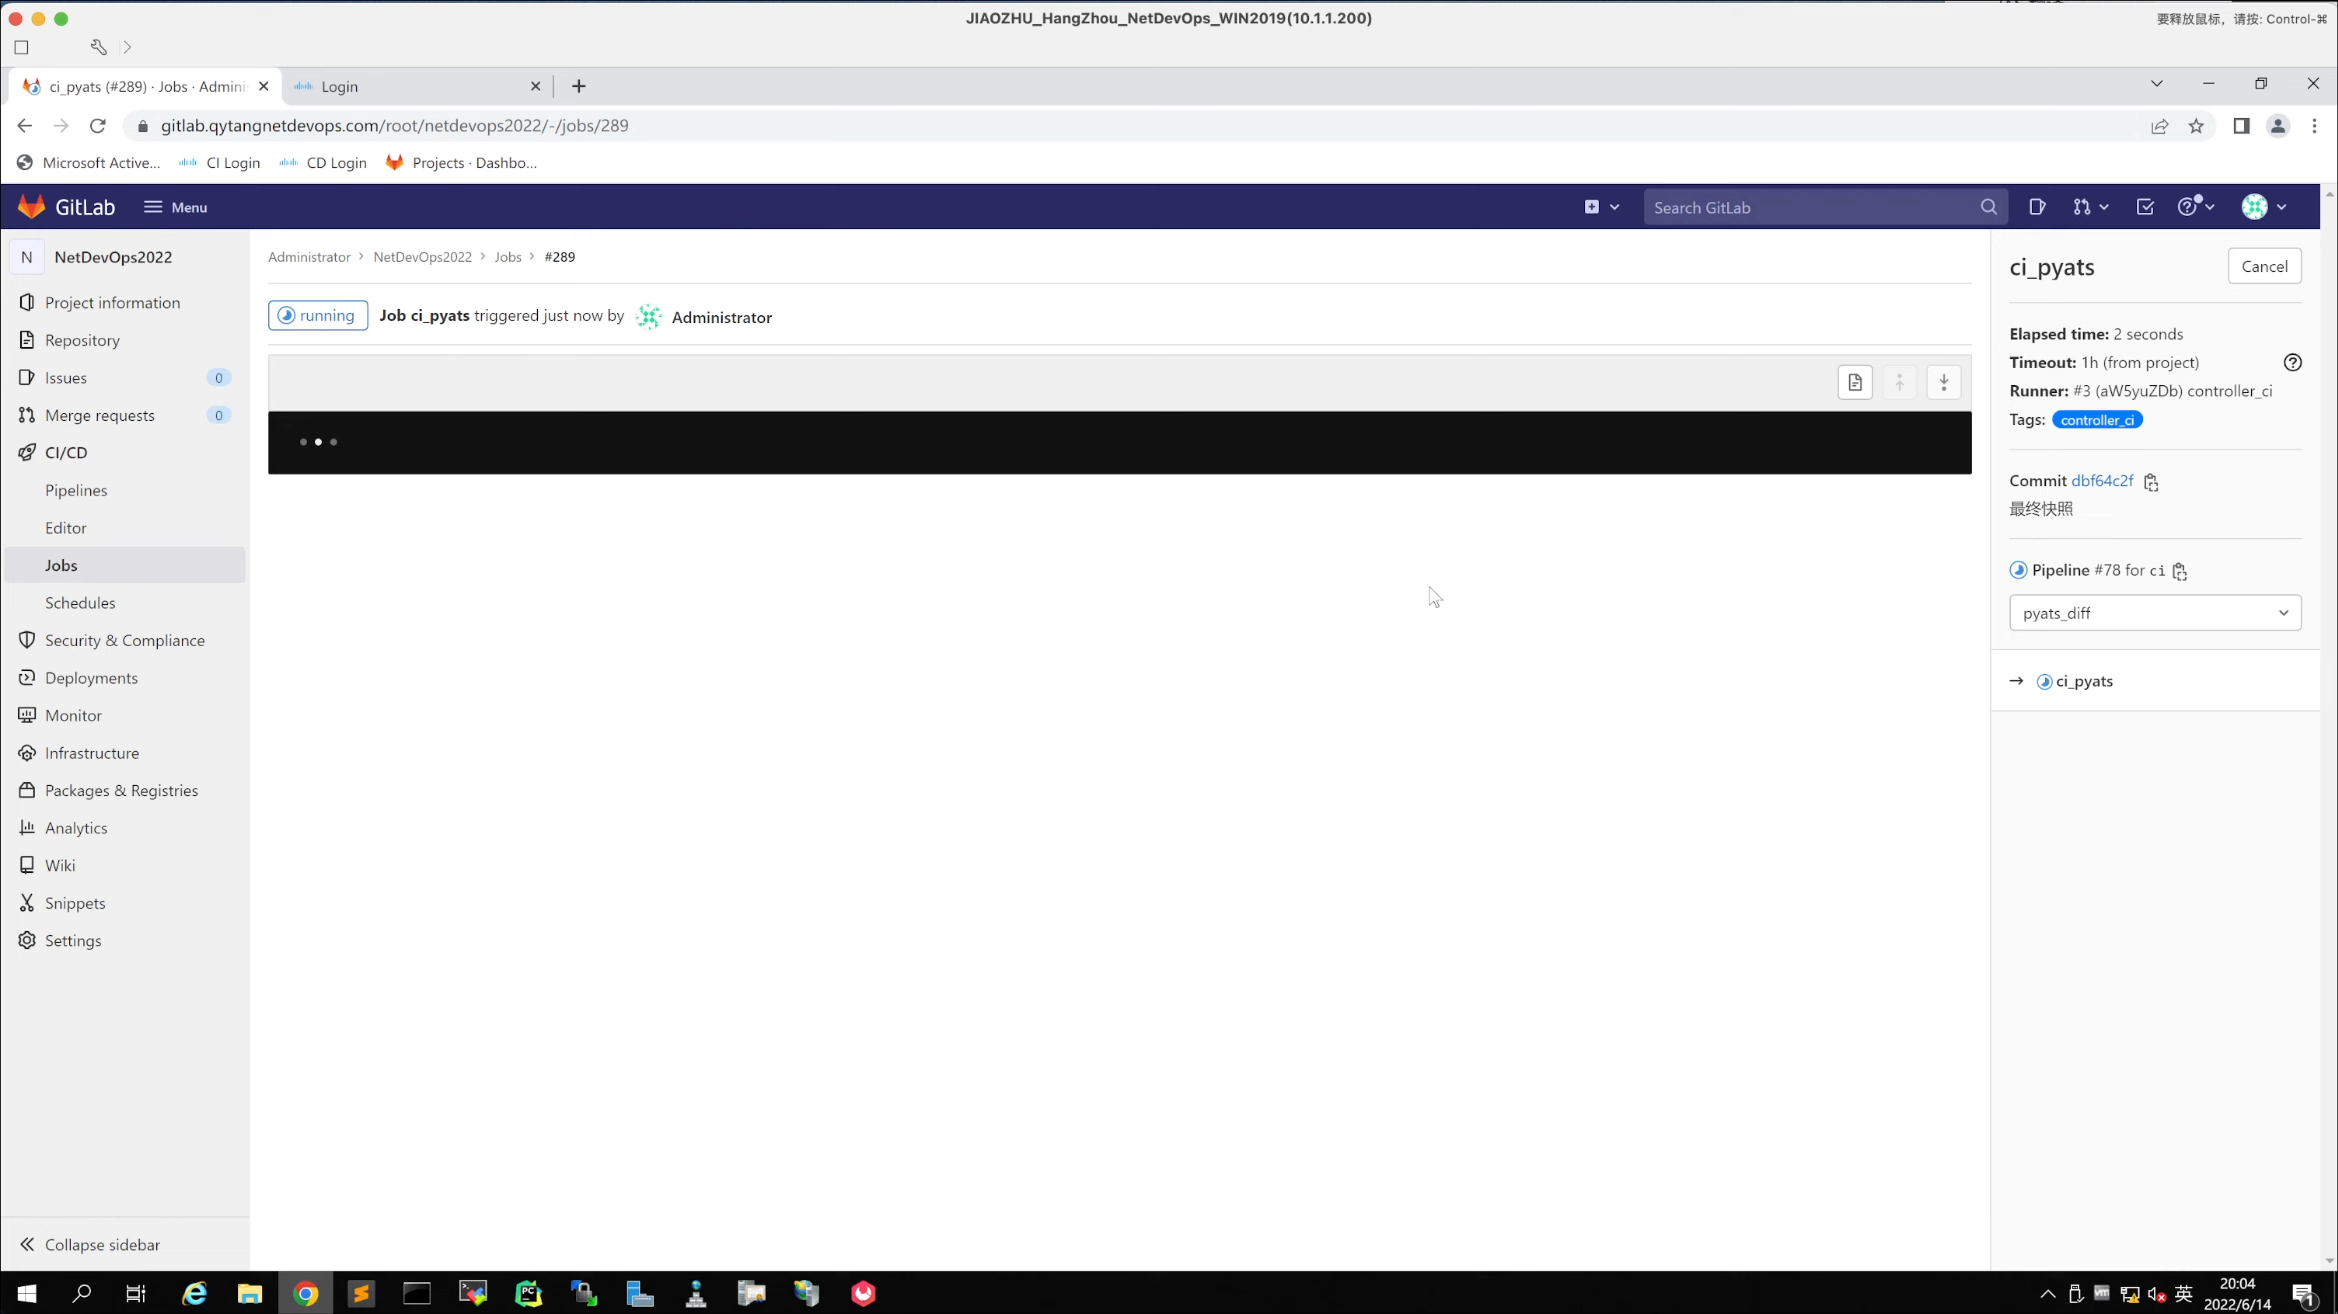 JIAOZHU_HangZhou_NetDevOps_WIN2019(10.1.1.200)
要释放鼠标，请按: Control-⌘
ci_pyats (#289) · Jobs · Admini
Login
gitlab.qytangnetdevops.com/root/netdevops2022/-/jobs/289
Microsoft Active...
CI Login
CD Login
Projects · Dashbo...
GitLab
Menu
Search GitLab
N
NetDevOps2022
Project information
Repository
Issues
0
Merge requests
0
CI/CD
Pipelines
Editor
Jobs
Schedules
Security & Compliance
Deployments
Monitor
Infrastructure
Packages & Registries
Analytics
Wiki
Snippets
Settings
Collapse sidebar
Administrator › NetDevOps2022 › Jobs › #289
running
Job ci_pyats triggered just now by
Administrator
ci_pyats
Cancel
Elapsed time: 2 seconds
Timeout: 1h (from project)
Runner: #3 (aW5yuZDb) controller_ci
Tags: controller_ci
Commit dbf64c2f
最终快照
Pipeline #78 for ci
pyats_diff
→ ci_pyats
英
20:04
2022/6/14
1